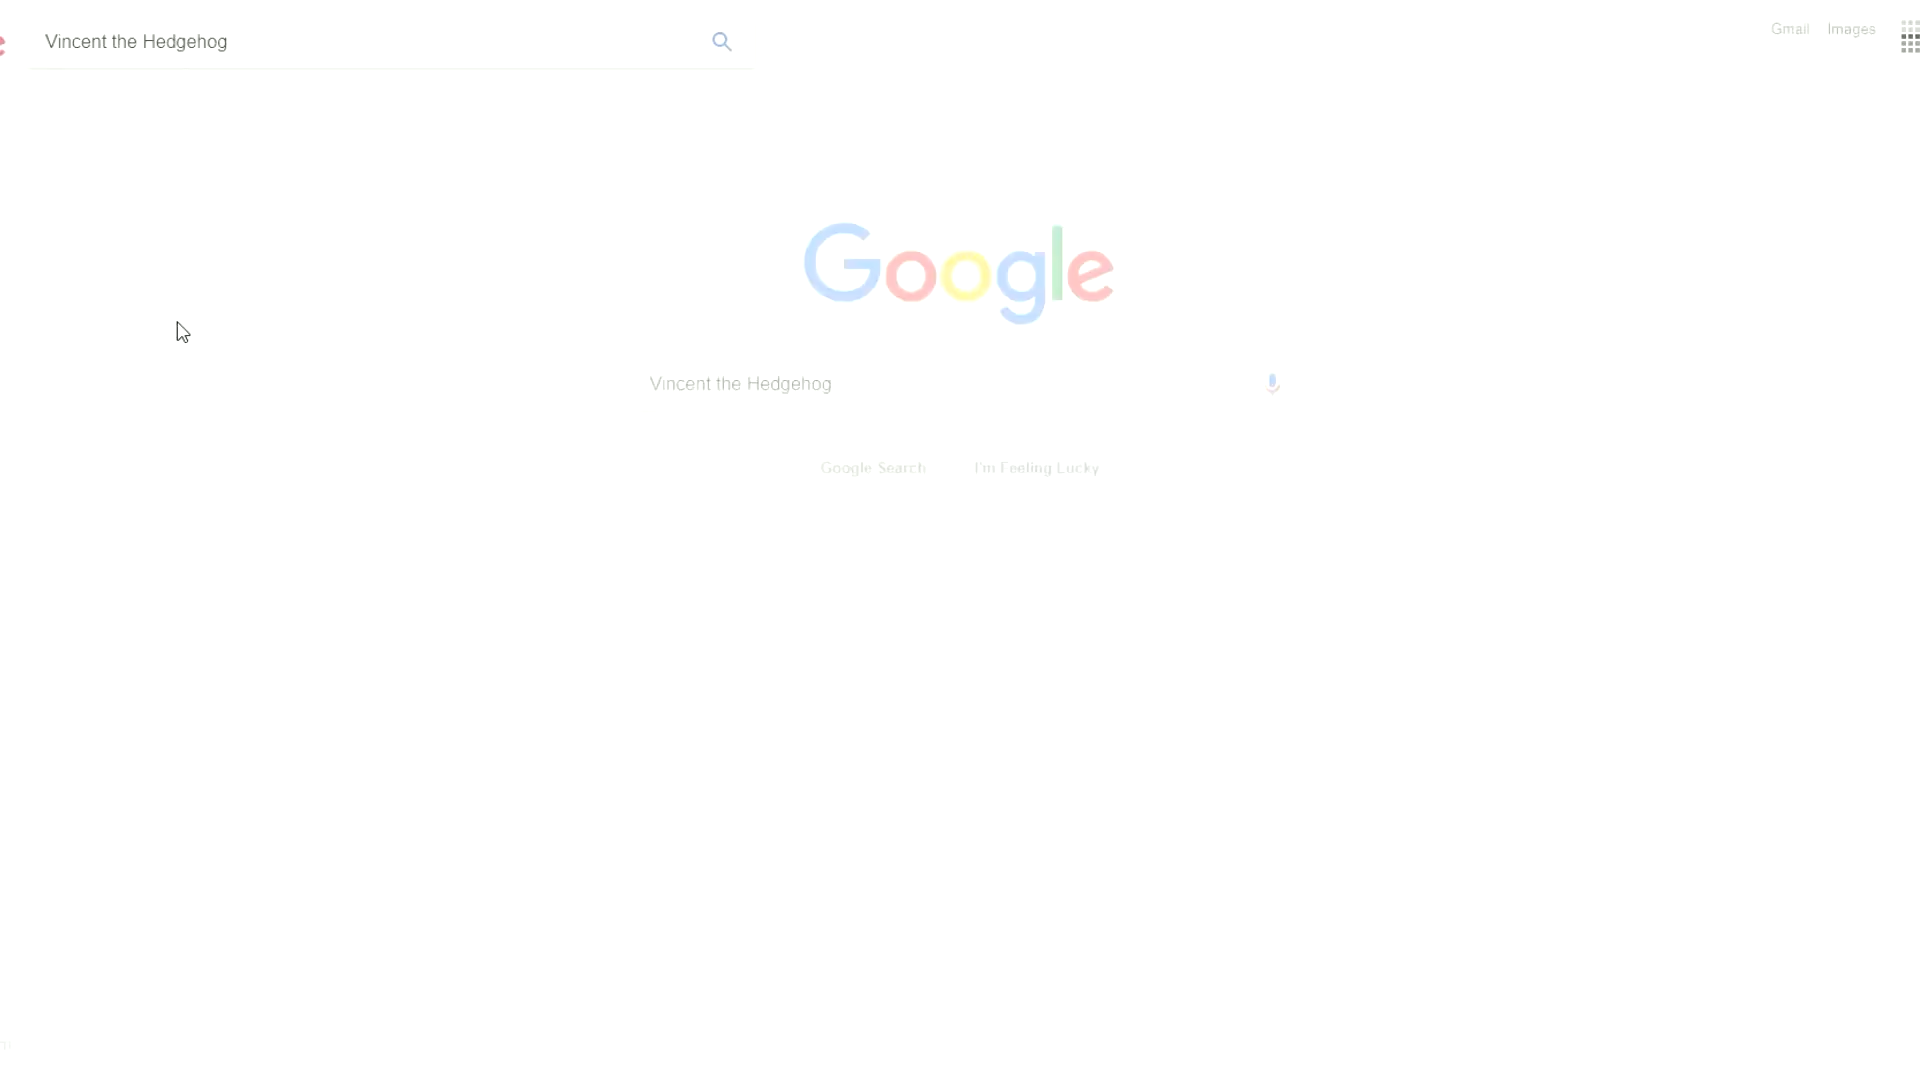 Vincent the Hedgehog
Gmail Images
Google
Vincent the Hedgehog
Google Search I'm Feeling Lucky